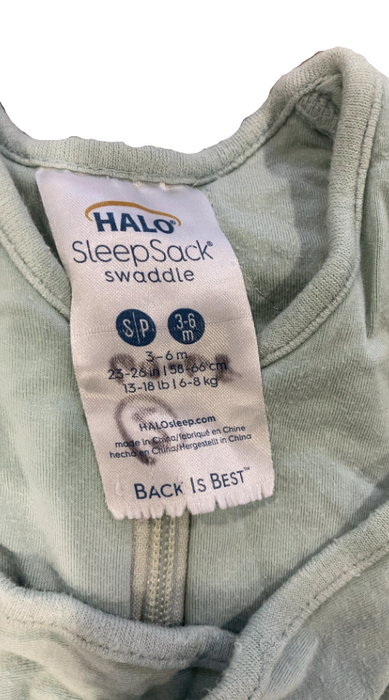 HALO®
SleepSack®
swaddle
S|P 3-6 m
3-6 m
23-26 in | 58-66 cm
13-18 lb | 6-8 kg
HALOsleep.com
made in China/fabriqué en Chine
hecho en China/Hergestellt in China
BACK IS BEST™